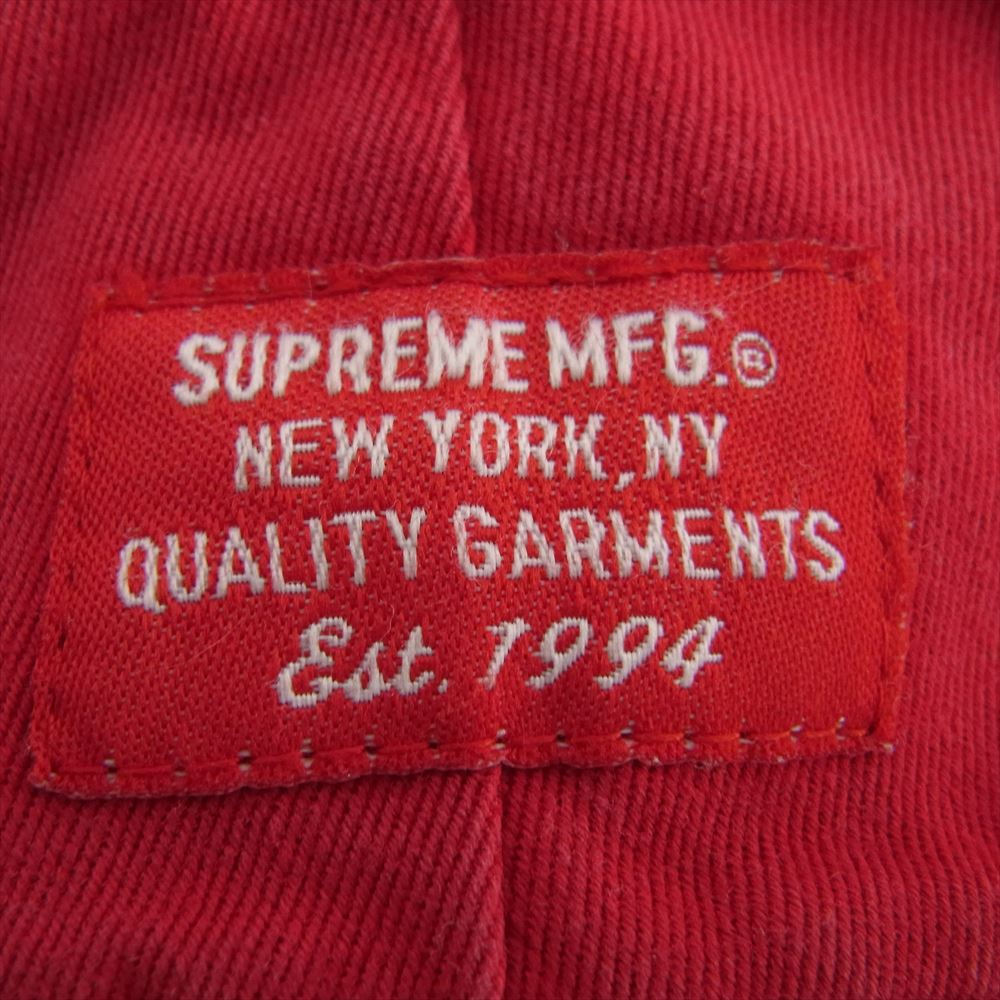 SUPREME MFG.®
NEW YORK, NY
QUALITY GARMENTS
Est. 1994